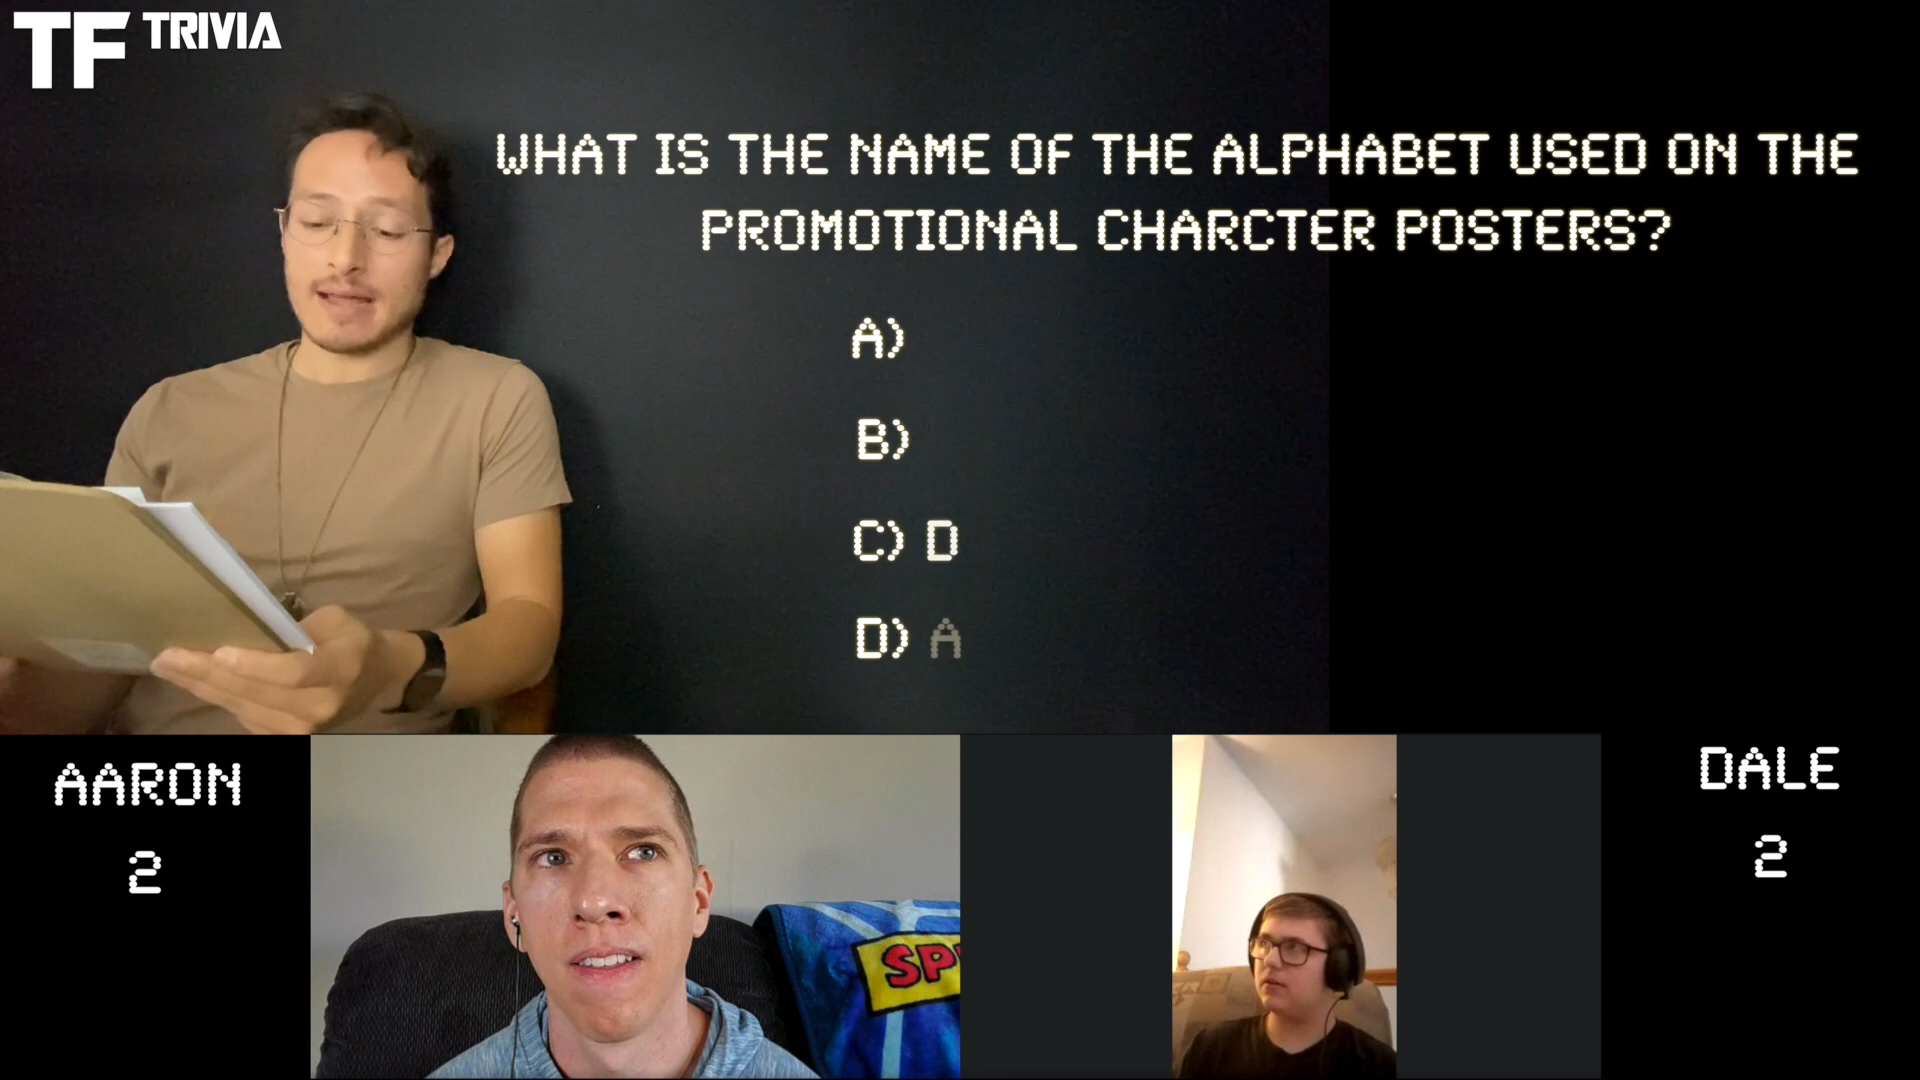 TF TRIVIA
WHAT IS THE NAME OF THE ALPHABET USED ON THE
PROMOTIONAL CHARCTER POSTERS?
A)
B)
C) D
D) A
AARON
2
SP
DALE
2